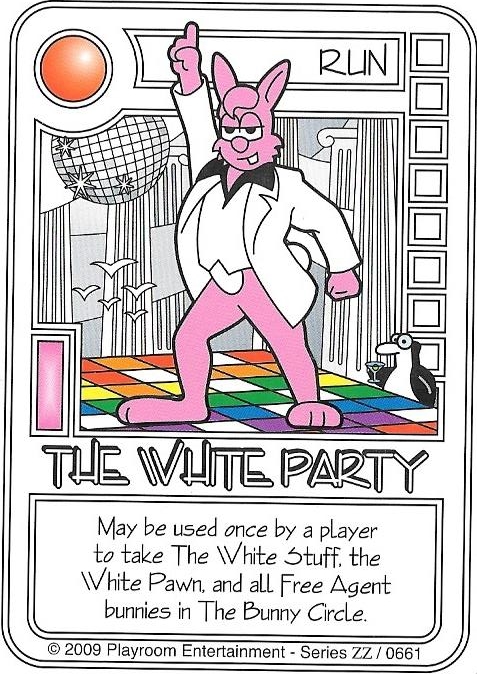 RUN
THE WHITE PARTY
May be used once by a player
to take The White Stuff, the
White Pawn, and all Free Agent
bunnies in The Bunny Circle.
© 2009 Playroom Entertainment - Series ZZ / 0661